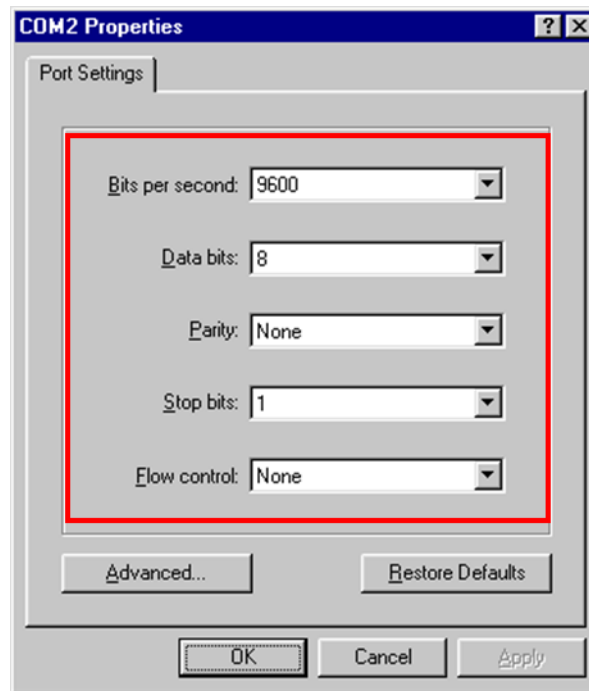 COM2 Properties
Port Settings
Bits per second: 9600
Data bits: 8
Parity: None
Stop bits: 1
Flow control: None
Advanced... Restore Defaults
OK Cancel Apply